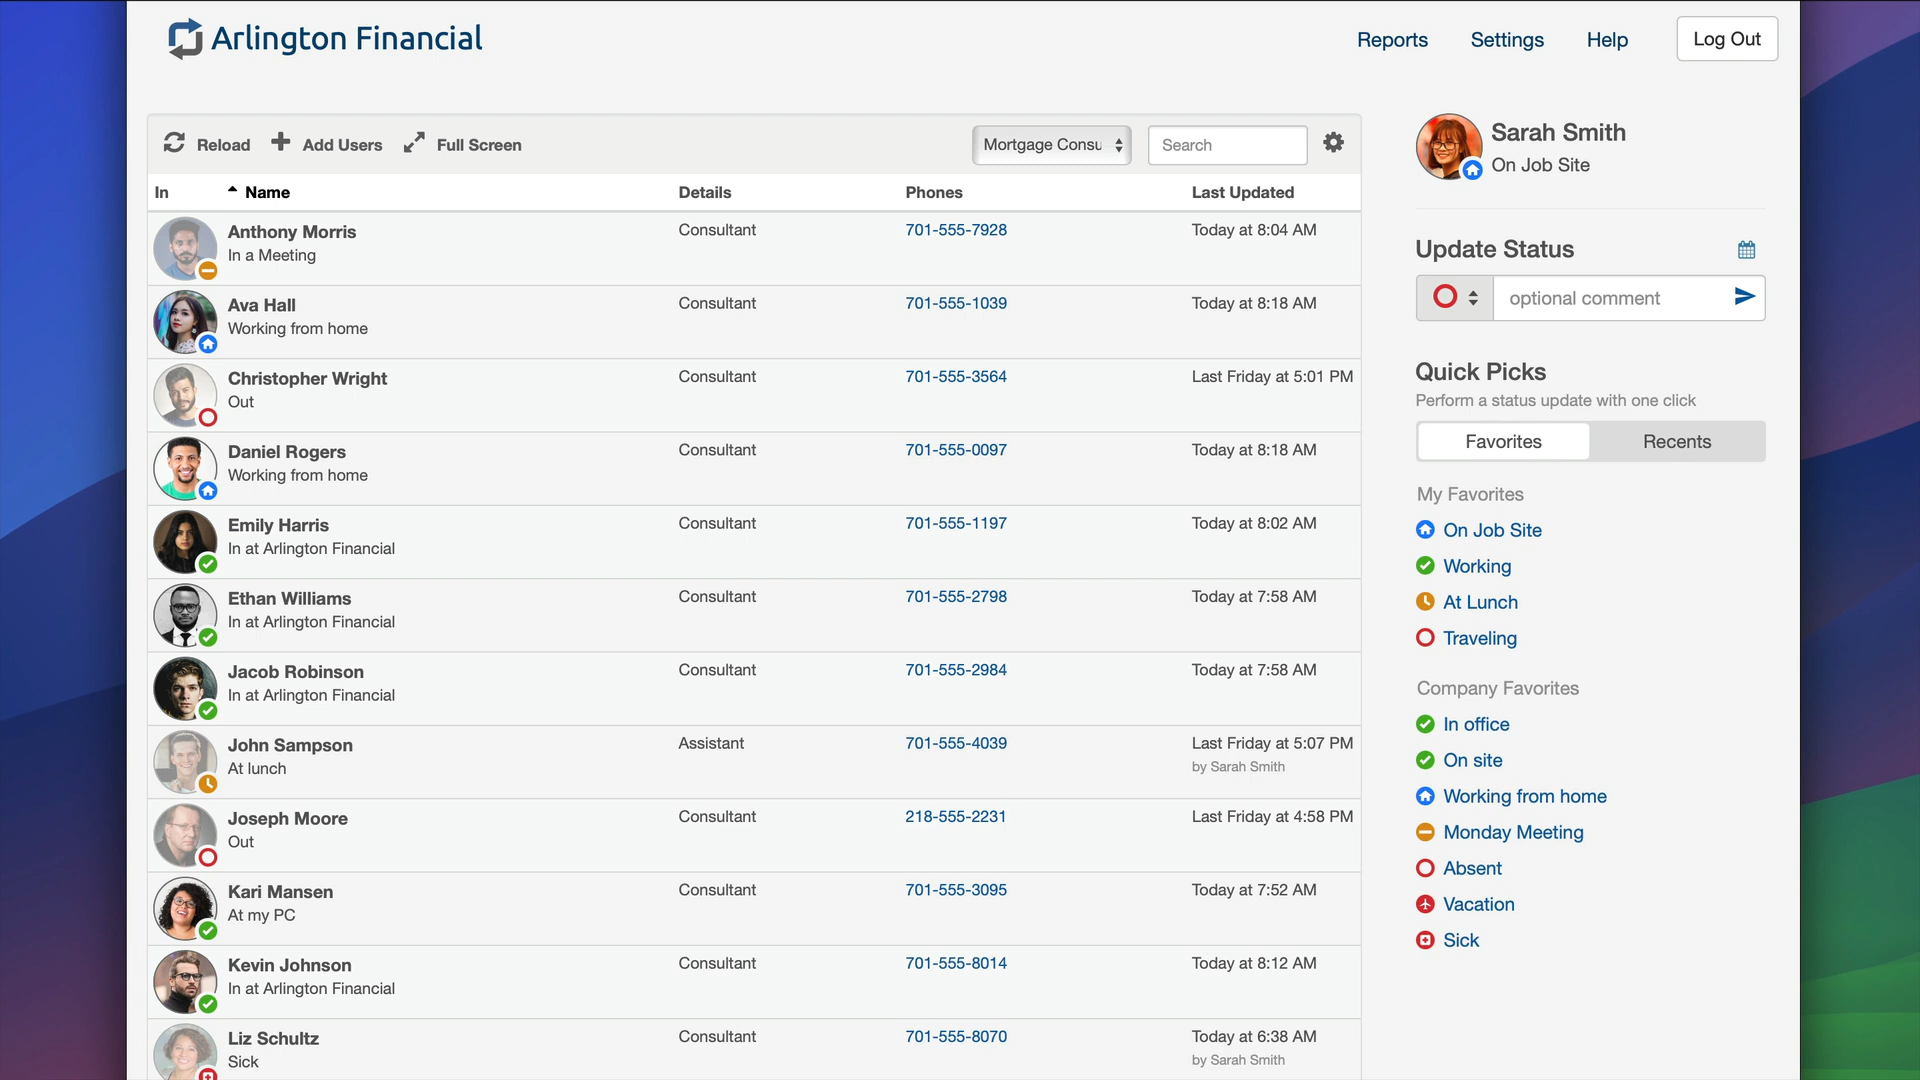 Arlington Financial
Reports Settings Help Log Out
Reload Add Users Full Screen Mortgage Consu Search
In Name Details Phones Last Updated
Anthony Morris Consultant 701-555-7928 Today at 8:04 AM
In a Meeting
Ava Hall Consultant 701-555-1039 Today at 8:18 AM
Working from home
Christopher Wright Consultant 701-555-3564 Last Friday at 5:01 PM
Out
Daniel Rogers Consultant 701-555-0097 Today at 8:18 AM
Working from home
Emily Harris Consultant 701-555-1197 Today at 8:02 AM
In at Arlington Financial
Ethan Williams Consultant 701-555-2798 Today at 7:58 AM
In at Arlington Financial
Jacob Robinson Consultant 701-555-2984 Today at 7:58 AM
In at Arlington Financial
John Sampson Assistant 701-555-4039 Last Friday at 5:07 PM
At lunch by Sarah Smith
Joseph Moore Consultant 218-555-2231 Last Friday at 4:58 PM
Out
Kari Mansen Consultant 701-555-3095 Today at 7:52 AM
At my PC
Kevin Johnson Consultant 701-555-8014 Today at 8:12 AM
In at Arlington Financial
Liz Schultz Consultant 701-555-8070 Today at 6:38 AM
Sick by Sarah Smith
Sarah Smith
On Job Site
Update Status
optional comment
Quick Picks
Perform a status update with one click
Favorites Recents
My Favorites
On Job Site
Working
At Lunch
Traveling
Company Favorites
In office
On site
Working from home
Monday Meeting
Absent
Vacation
Sick